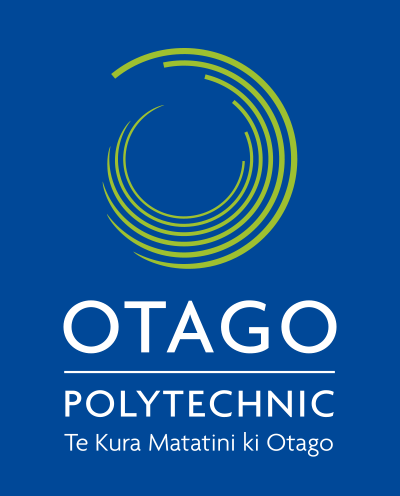 OTAGO
POLYTECHNIC
Te Kura Matatini ki Otago